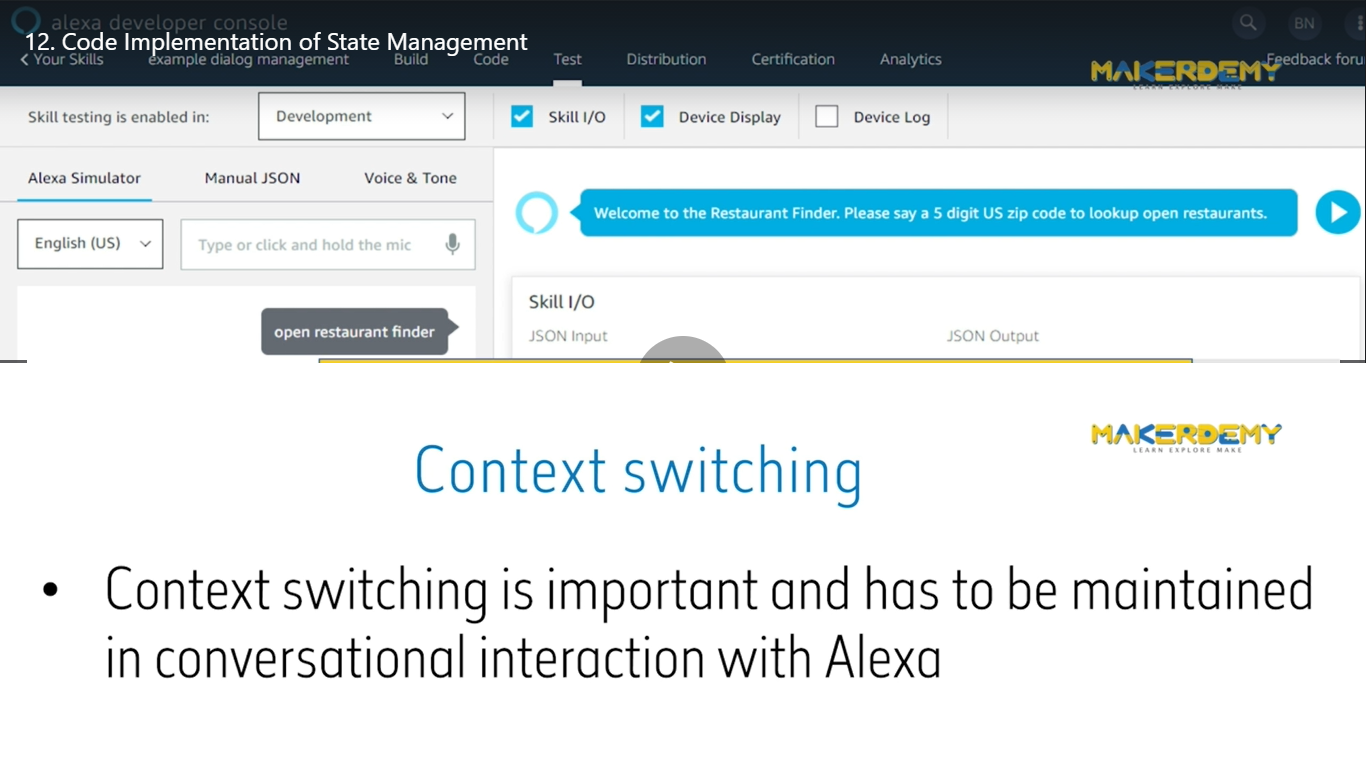 alexa developer console
12. Code Implementation of State Management
Your Skills example dialog management Build Code Test Distribution Certification Analytics Feedback foru
BN
MAKERDEMY
LEARN EXPLORE MAKE
Skill testing is enabled in: Development Skill I/O Device Display Device Log
Alexa Simulator Manual JSON Voice & Tone
Welcome to the Restaurant Finder. Please say a 5 digit US zip code to lookup open restaurants.
English (US) Type or click and hold the mic
Skill I/O
open restaurant finder
JSON Input JSON Output
MAKERDEMY
LEARN EXPLORE MAKE
Context switching
• Context switching is important and has to be maintained
in conversational interaction with Alexa